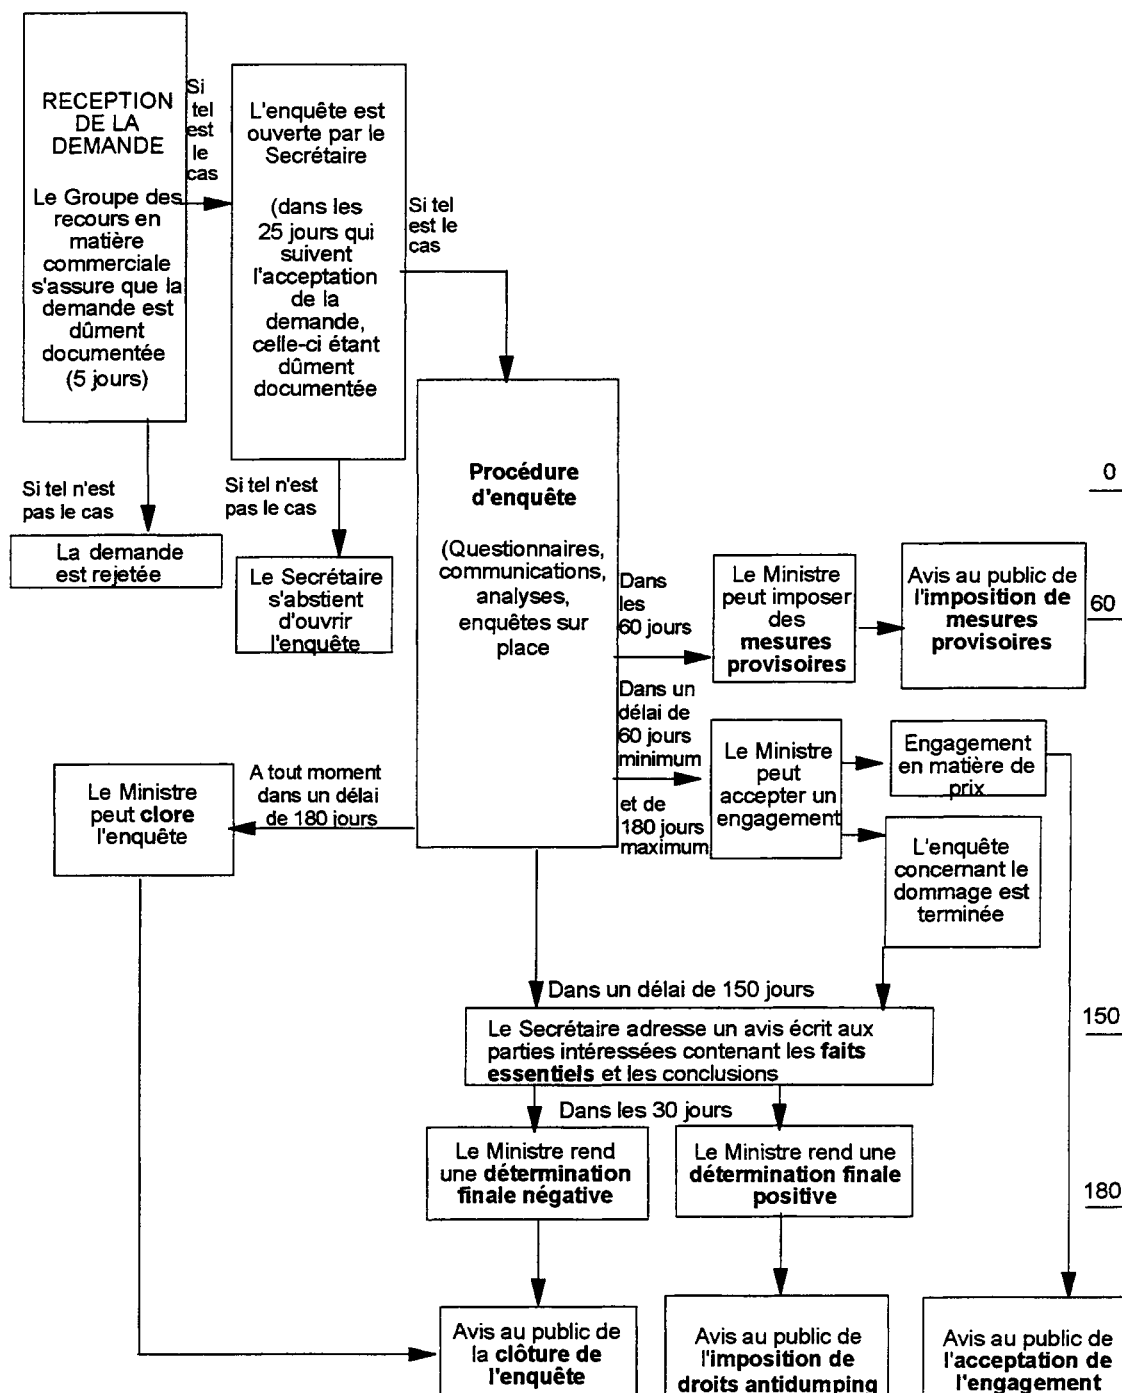 RECEPTION
DE LA
DEMANDE
Le Groupe des
recours en
matière
commerciale
s'assure que la
demande est
dûment
documentée
(5 jours)
Si
tel
est
le
cas
L'enquête est
ouverte par le
Secrétaire
(dans les
25 jours qui
suivent
l'acceptation
de la
demande,
celle-ci étant
dûment
documentée
Si tel
est le
cas
Si tel n'est
pas le cas
La demande
est rejetée
Si tel n'est
pas le cas
Le Secrétaire
s'abstient
d'ouvrir
l'enquête
Procédure
d'enquête
(Questionnaires,
communications,
analyses,
enquêtes sur
place
0
Dans
les
60 jours
Le Ministre
peut imposer
des
mesures
provisoires
Avis au public de
l'imposition de
mesures
provisoires
60
Dans un
délai de
60 jours
minimum
et de
180 jours
maximum
Le Ministre
peut
accepter un
engagement
Engagement
en matière de
prix
L'enquête
concernant le
dommage est
terminée
A tout moment
dans un délai
de 180 jours
Le Ministre
peut clore
l'enquête
Dans un délai de 150 jours
Le Secrétaire adresse un avis écrit aux
parties intéressées contenant les faits
essentiels et les conclusions
150
Dans les 30 jours
Le Ministre rend
une détermination
finale négative
Le Ministre rend une
détermination finale
positive
180
Avis au public de
la clôture de
l'enquête
Avis au public de
l'imposition de
droits antidumping
Avis au public de
l'acceptation de
l'engagement